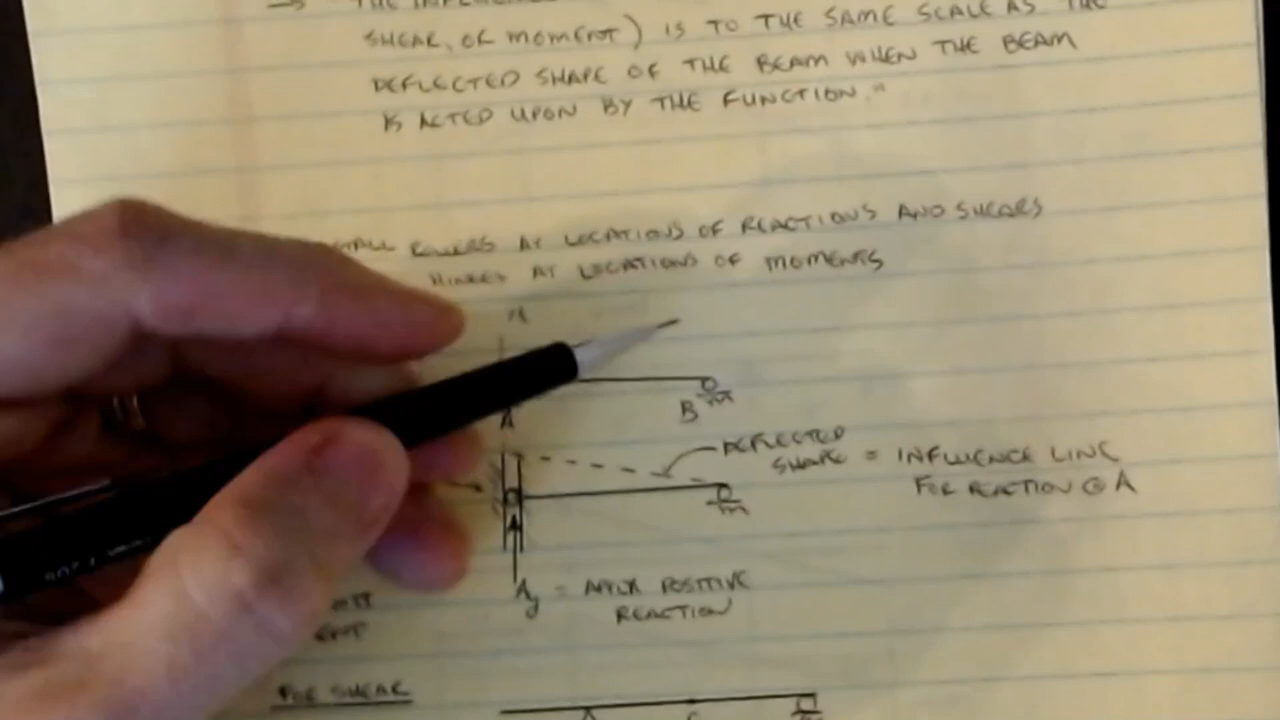 → "THE INFLUENCE
SHEAR, OR MOMENT) IS TO THE SAME SCALE AS THE
DEFLECTED SHAPE OF THE BEAM WHEN THE BEAM
IS ACTED UPON BY THE FUNCTION."
ROLLERS AT LOCATIONS OF REACTIONS AND SHEARS
HINGES AT LOCATIONS OF MOMENTS
A
B
DEFLECTED
SHAPE = INFLUENCE LINE
FOR REACTION @ A
Ay = APPLY POSITIVE
REACTION
FOR SHEAR
A C